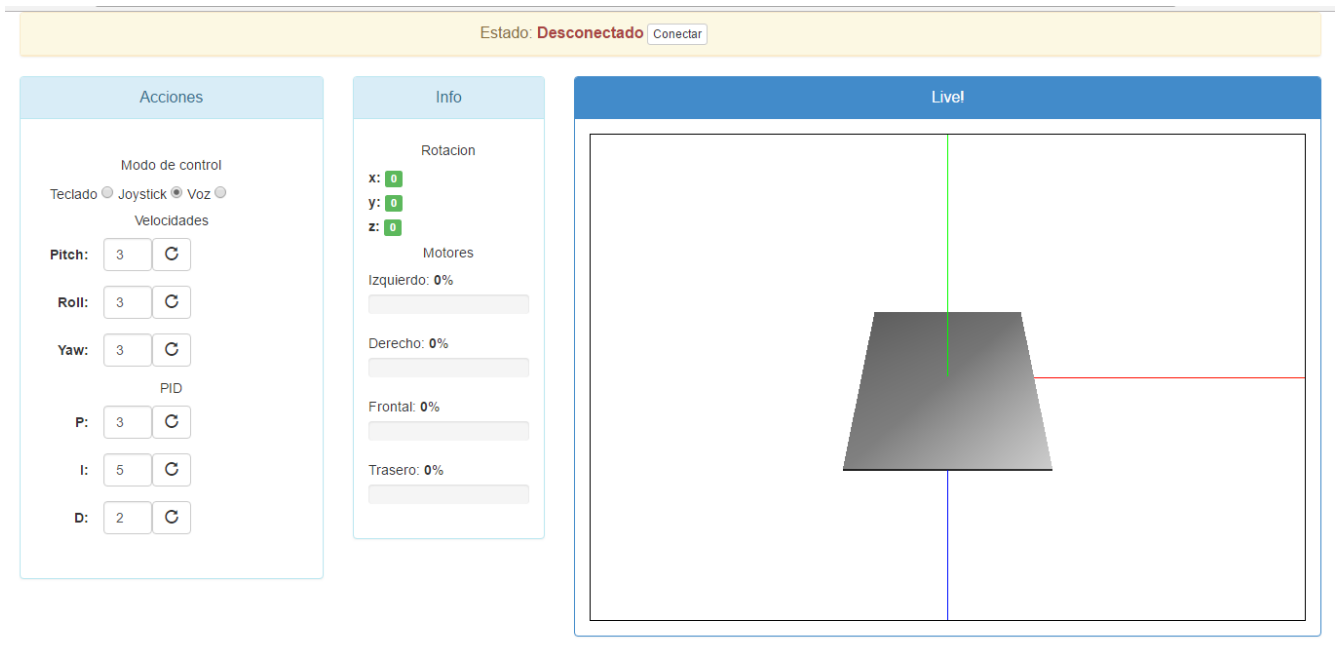 Estado: Desconectado Conectar
Acciones
Modo de control
Teclado Joystick Voz
Velocidades
Pitch: 3
Roll: 3
Yaw: 3
PID
P: 3
I: 5
D: 2
Info
Rotacion
x: 0
y: 0
z: 0
Motores
Izquierdo: 0%
Derecho: 0%
Frontal: 0%
Trasero: 0%
Live!